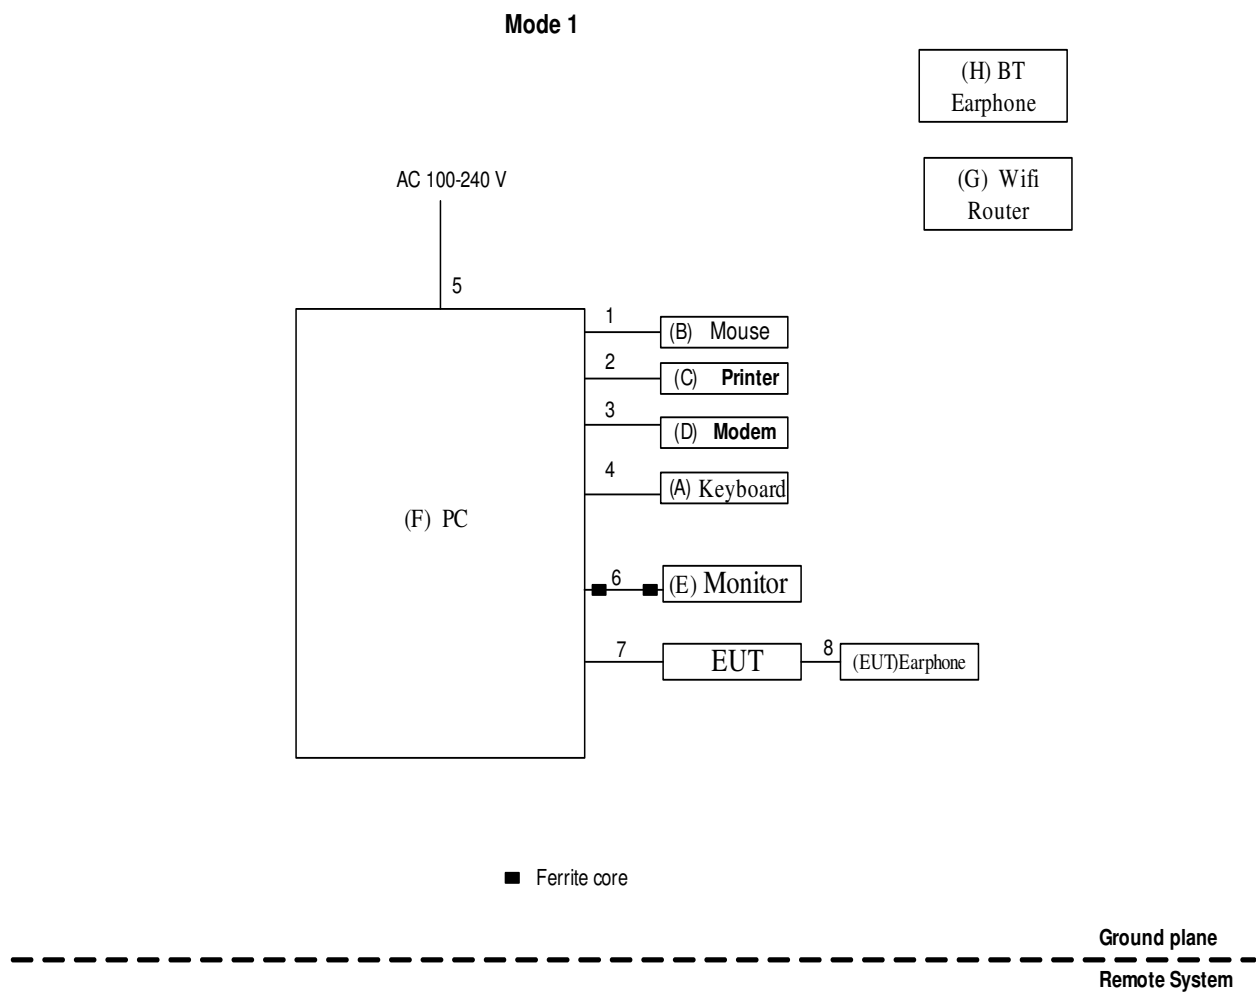 Mode 1
(H) BT
Earphone
(G) Wifi
Router
AC 100-240 V
5
1
(B) Mouse
2
(C) Printer
3
(D) Modem
4
(A) Keyboard
(F) PC
6
(E) Monitor
7
EUT
8
(EUT)Earphone
Ferrite core
Ground plane
Remote System